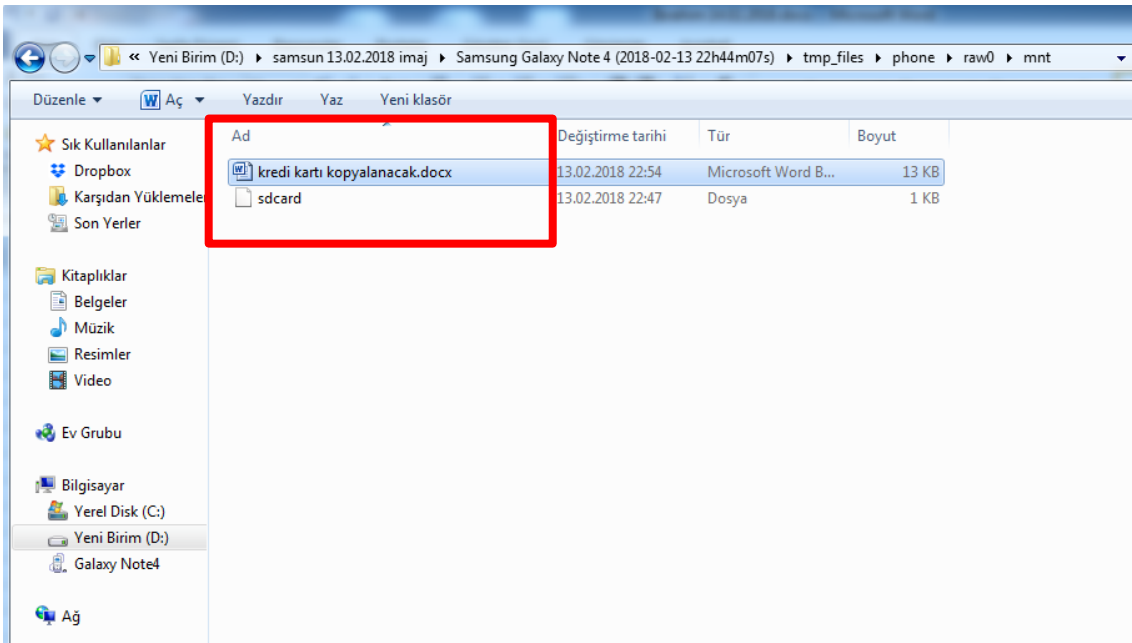 « Yeni Birim (D:) ▸ samsun 13.02.2018 imaj ▸ Samsung Galaxy Note 4 (2018-02-13 22h44m07s) ▸ tmp_files ▸ phone ▸ raw0 ▸ mnt
Düzenle Aç Yazdır Yaz Yeni klasör
Ad Değiştirme tarihi Tür Boyut
kredi kartı kopyalanacak.docx 13.02.2018 22:54 Microsoft Word B... 13 KB
sdcard 13.02.2018 22:47 Dosya 1 KB
Sık Kullanılanlar
Dropbox
Karşıdan Yüklemeler
Son Yerler
Kitaplıklar
Belgeler
Müzik
Resimler
Video
Ev Grubu
Bilgisayar
Yerel Disk (C:)
Yeni Birim (D:)
Galaxy Note4
Ağ